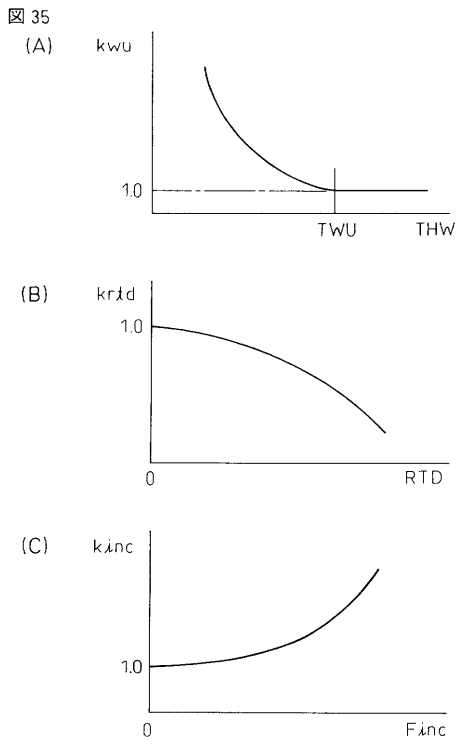 図 35
(A) kwu
1.0
TWU THW
(B) krtd
1.0
0 RTD
(C) kinc
1.0
0 Finc